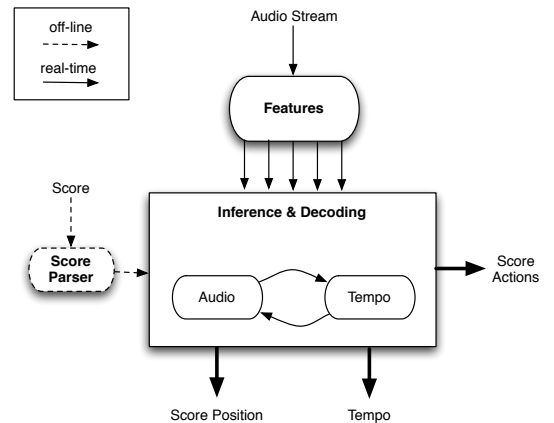 off-line
real-time
Audio Stream
Features
Score
Score
Parser
Inference & Decoding
Audio
Tempo
Score
Actions
Score Position
Tempo